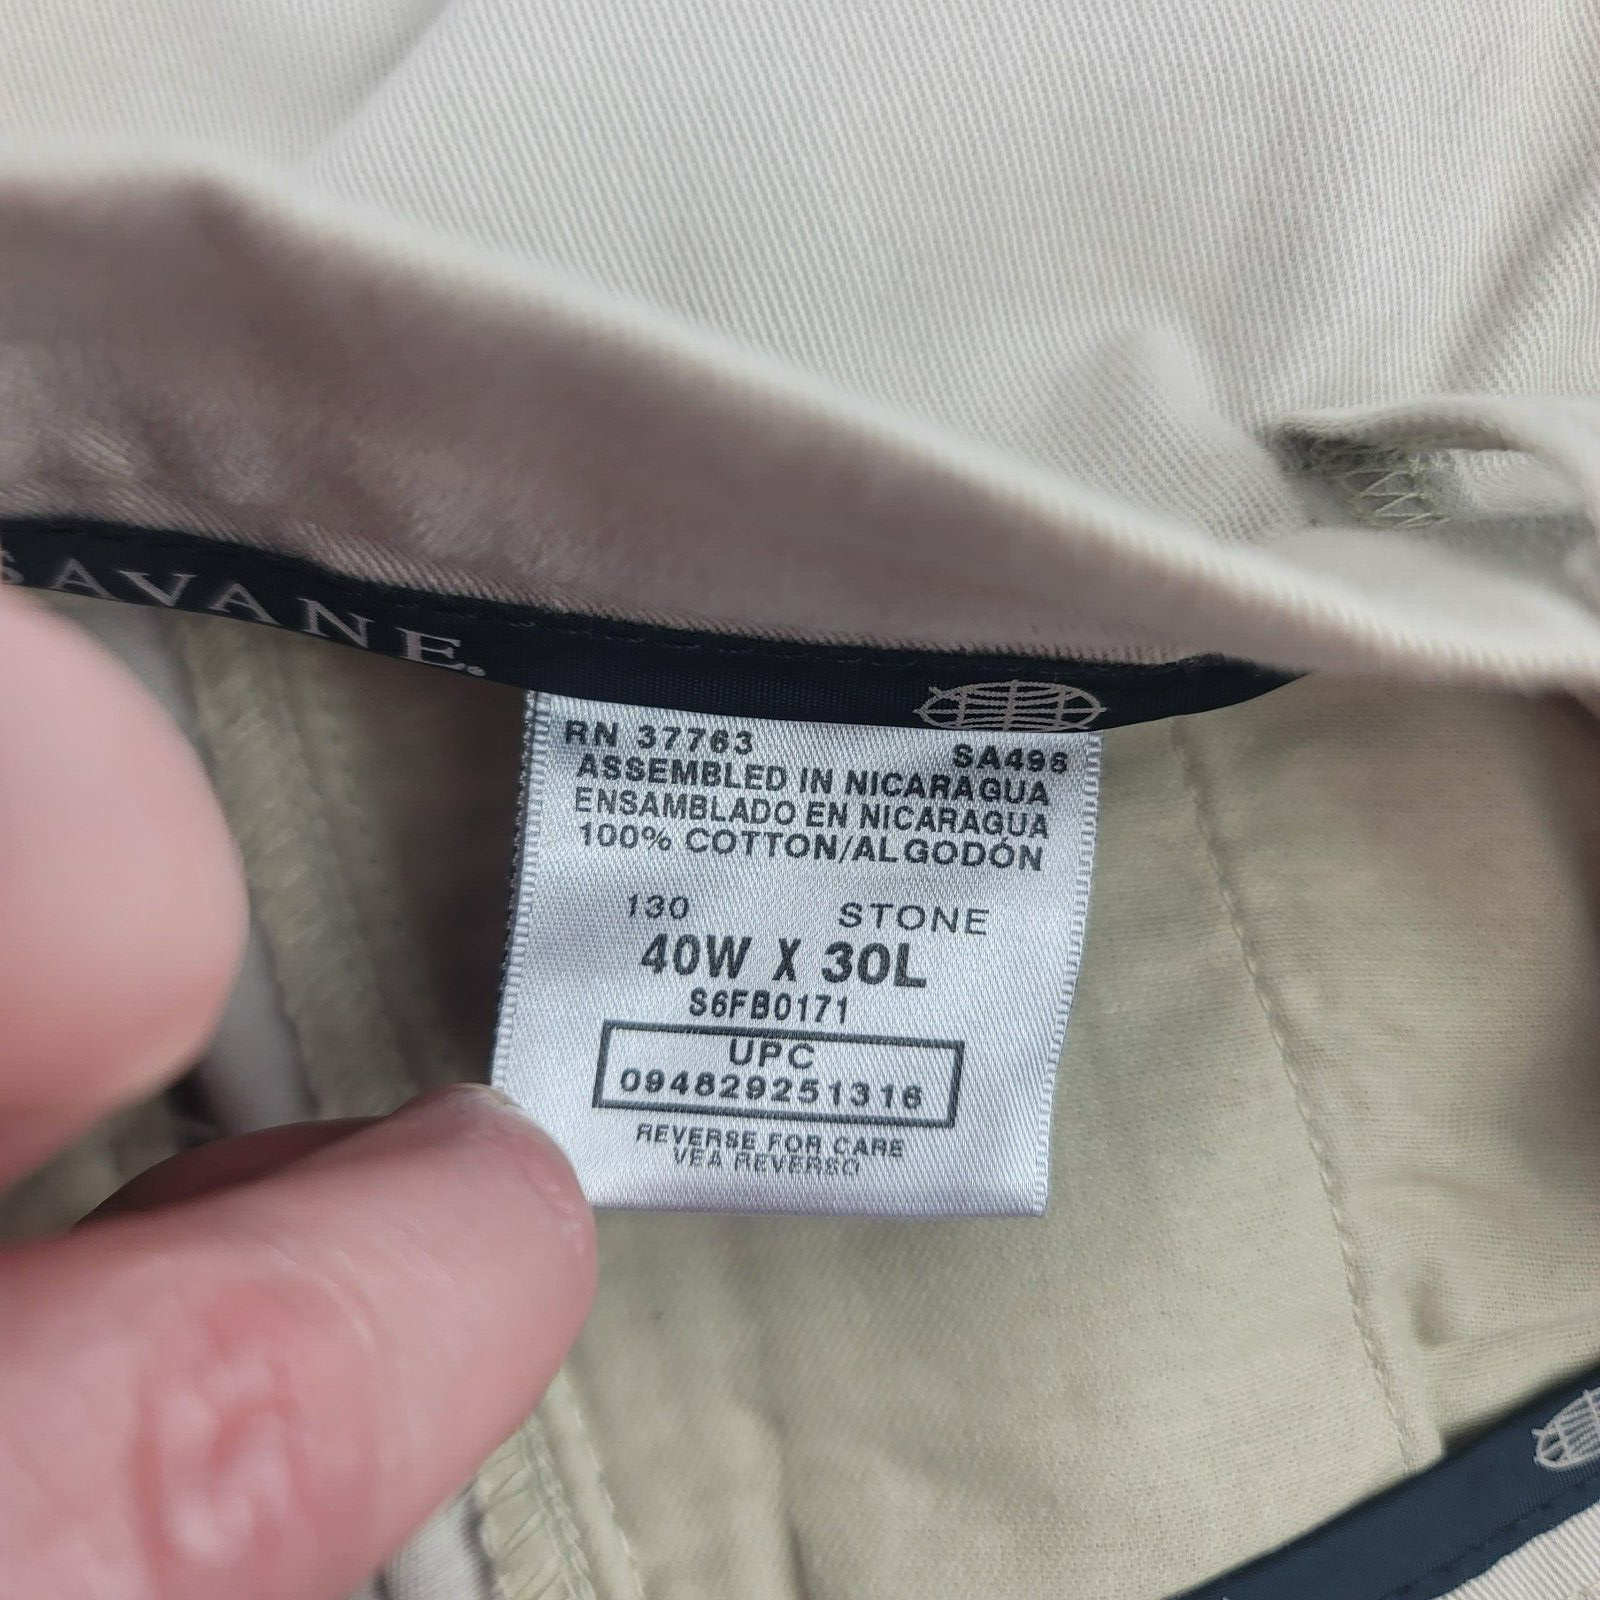 SAVANE.
RN 37763 SA496
ASSEMBLED IN NICARAGUA
ENSAMBLADO EN NICARAGUA
100% COTTON/ALGODÓN
130 STONE
40W X 30L
S6FB0171
UPC
094829251316
REVERSE FOR CARE
VEA REVERSO